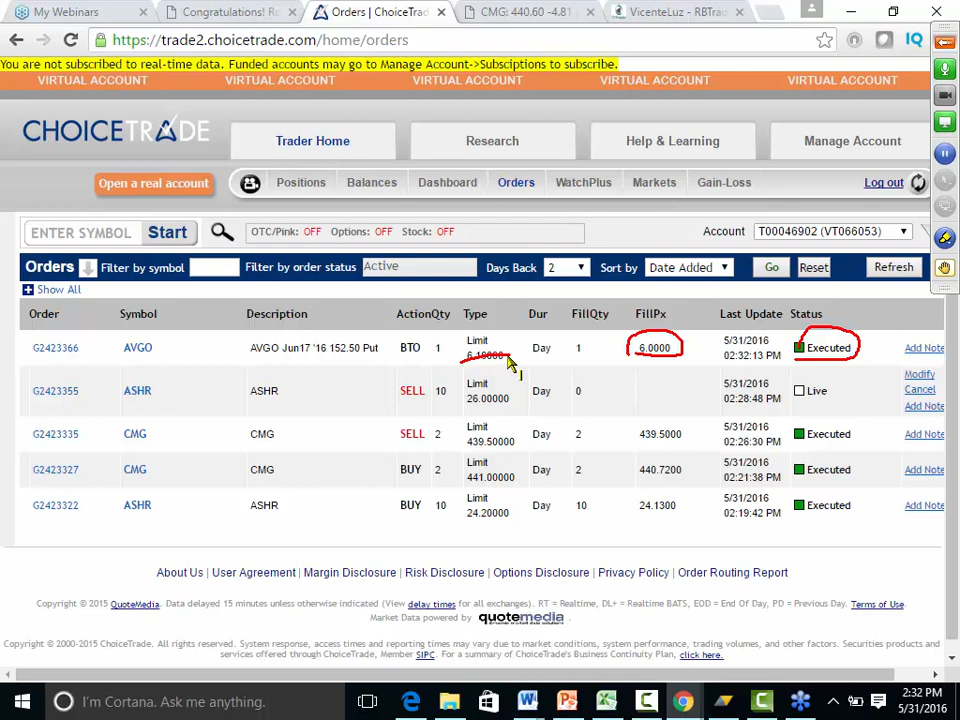 My Webinars
Congratulations! Re
Orders | ChoiceTrad
CMG: 440.60 -4.81
VicenteLuz - RBTrad
https://trade2.choicetrade.com/home/orders
IQ
You are not subscribed to real-time data. Funded accounts may go to Manage Account->Subsciptions to subscribe.
VIRTUAL ACCOUNT VIRTUAL ACCOUNT VIRTUAL ACCOUNT VIRTUAL ACCOUNT VIRTUAL ACCOUNT
CHOICETRADE
Trader Home Research Help & Learning Manage Account
Open a real account Positions Balances Dashboard Orders WatchPlus Markets Gain-Loss Log out
ENTER SYMBOL Start OTC/Pink: OFF Options: OFF Stock: OFF Account T00046902 (VT066053)
Orders Filter by symbol Filter by order status Active Days Back 2 Sort by Date Added Go Reset Refresh
Show All
Order Symbol Description ActionQty Type Dur FillQty FillPx Last Update Status
G2423366 AVGO AVGO Jun17 '16 152.50 Put BTO 1 Limit Day 1 6.0000 5/31/2016 02:32:13 PM Executed Add Note
G2423355 ASHR ASHR SELL 10 Limit 26.00000 Day 0 5/31/2016 02:28:48 PM Live Modify Cancel Add Note
G2423335 CMG CMG SELL 2 Limit 439.50000 Day 2 439.5000 5/31/2016 02:26:30 PM Executed Add Note
G2423327 CMG CMG BUY 2 Limit 441.00000 Day 2 440.7200 5/31/2016 02:21:38 PM Executed Add Note
G2423322 ASHR ASHR BUY 10 Limit 24.20000 Day 10 24.1300 5/31/2016 02:19:42 PM Executed Add Note
About Us | User Agreement | Margin Disclosure | Risk Disclosure | Options Disclosure | Privacy Policy | Order Routing Report
Copyright © 2015 QuoteMedia. Data delayed 15 minutes unless otherwise indicated (View delay times for all exchanges). RT = Realtime, DL+ = Realtime BATS, EOD = End Of Day, PD = Previous Day. Terms of Use.
Market Data powered by quotemedia
Copyright © 2000-2015 ChoiceTrade. All rights reserved. System response, access times and reporting times may vary due to market conditions, system performance, trading volumes, and other factors. Securities products and
services offered through ChoiceTrade, Member SIPC. For a summary of ChoiceTrade's Business Continuity Plan, click here.
I'm Cortana. Ask me anything.
2:32 PM
5/31/2016